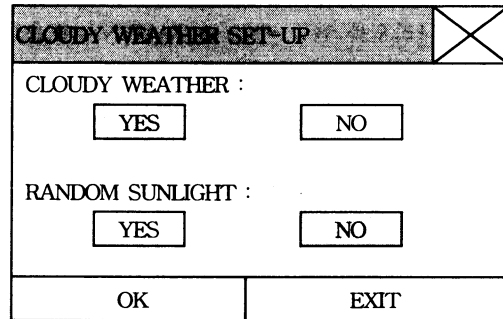 CLOUDY WEATHER SET-UP
CLOUDY WEATHER :
YES NO
RANDOM SUNLIGHT :
YES NO
OK EXIT